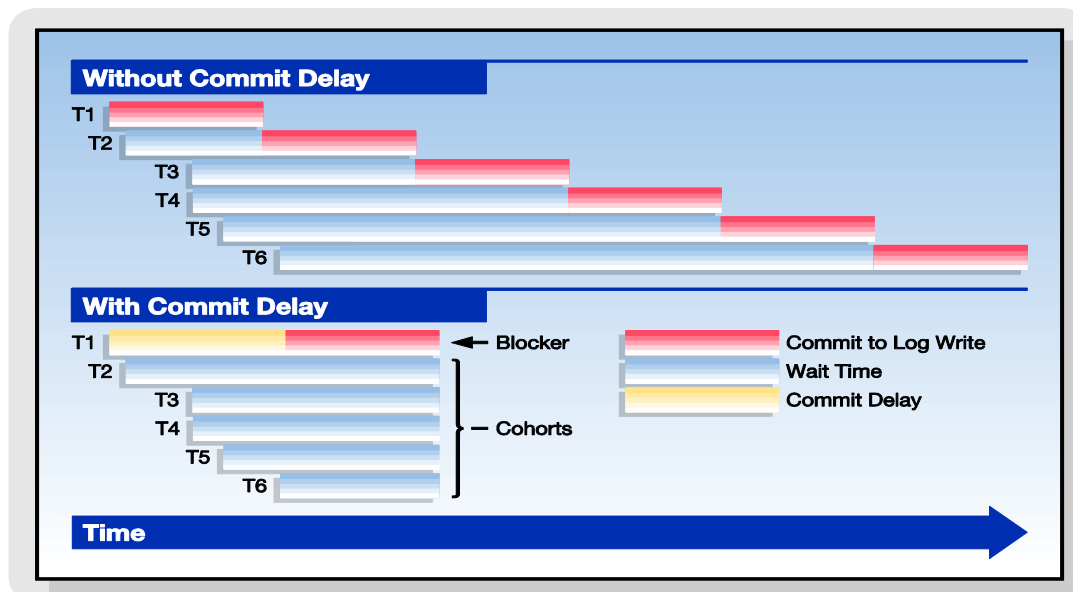 Without Commit Delay
T1
T2
T3
T4
T5
T6
With Commit Delay
T1
Blocker
Commit to Log Write
T2
Wait Time
T3
Commit Delay
T4
Cohorts
T5
T6
Time